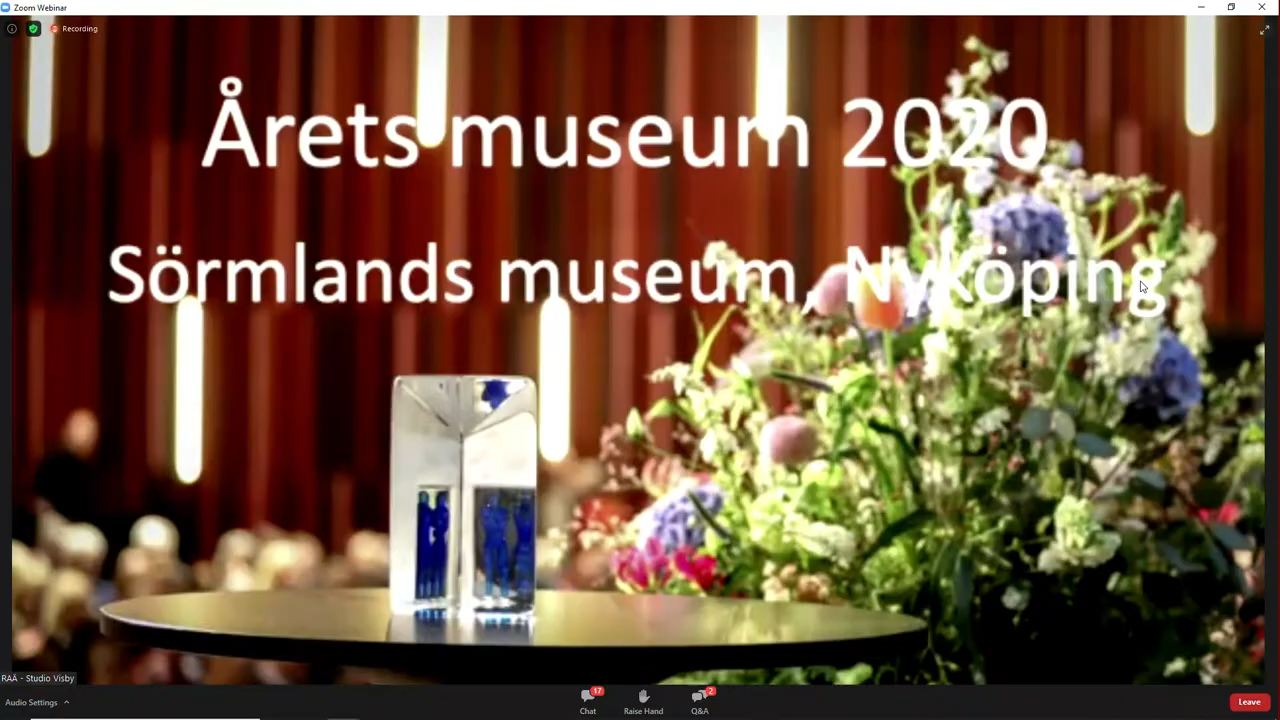 Zoom Webinar
Recording
Årets museum 2020
Sörmlands museum, Nyköping
RAÄ - Studio Visby
Audio Settings
17
Chat
Raise Hand
2
Q&A
Leave